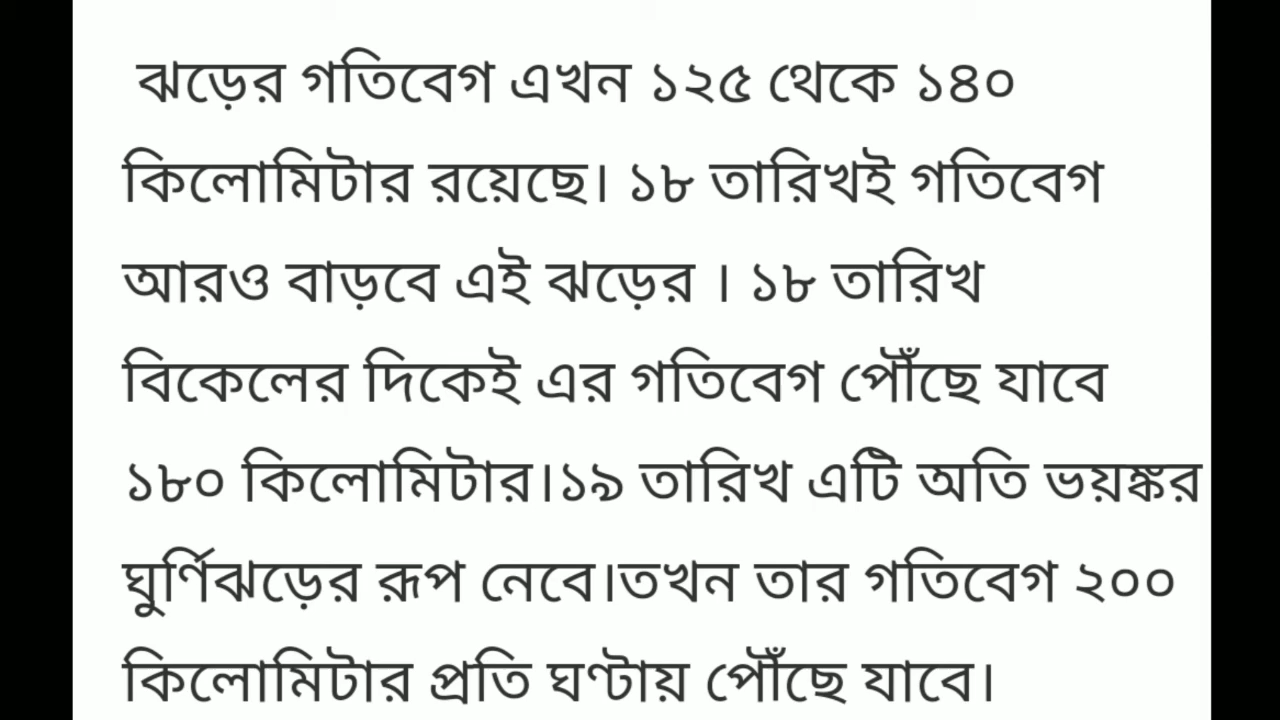 ঝড়ের গতিবেগ এখন ১২৫ থেকে ১৪০
কিলোমিটার রয়েছে। ১৮ তারিখই গতিবেগ
আরও বাড়বে এই ঝড়ের । ১৮ তারিখ
বিকেলের দিকেই এর গতিবেগ পৌঁছে যাবে
১৮০ কিলোমিটার।১৯ তারিখ এটি অতি ভয়ঙ্কর
ঘুর্ণিঝড়ের রূপ নেবে।তখন তার গতিবেগ ২০০
কিলোমিটার প্রতি ঘণ্টায় পৌঁছে যাবে।